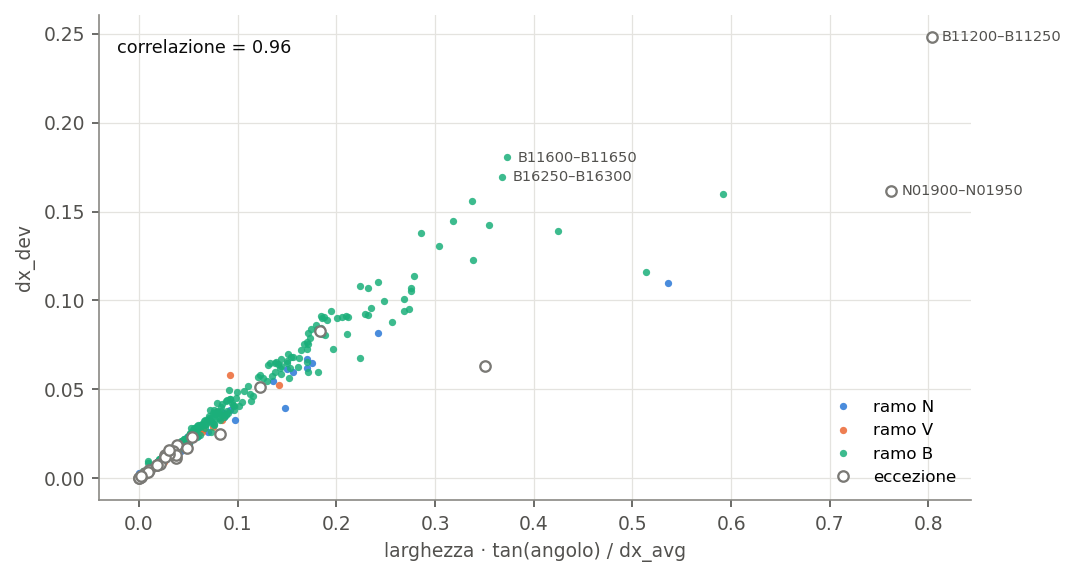 correlazione = 0.96
B11200–B11250
B11600–B11650
B16250–B16300
N01900–N01950
dx_dev
0.25
0.20
0.15
0.10
0.05
0.00
ramo N
ramo V
ramo B
eccezione
0.0
0.1
0.2
0.3
0.4
0.5
0.6
0.7
0.8
larghezza · tan(angolo) / dx_avg